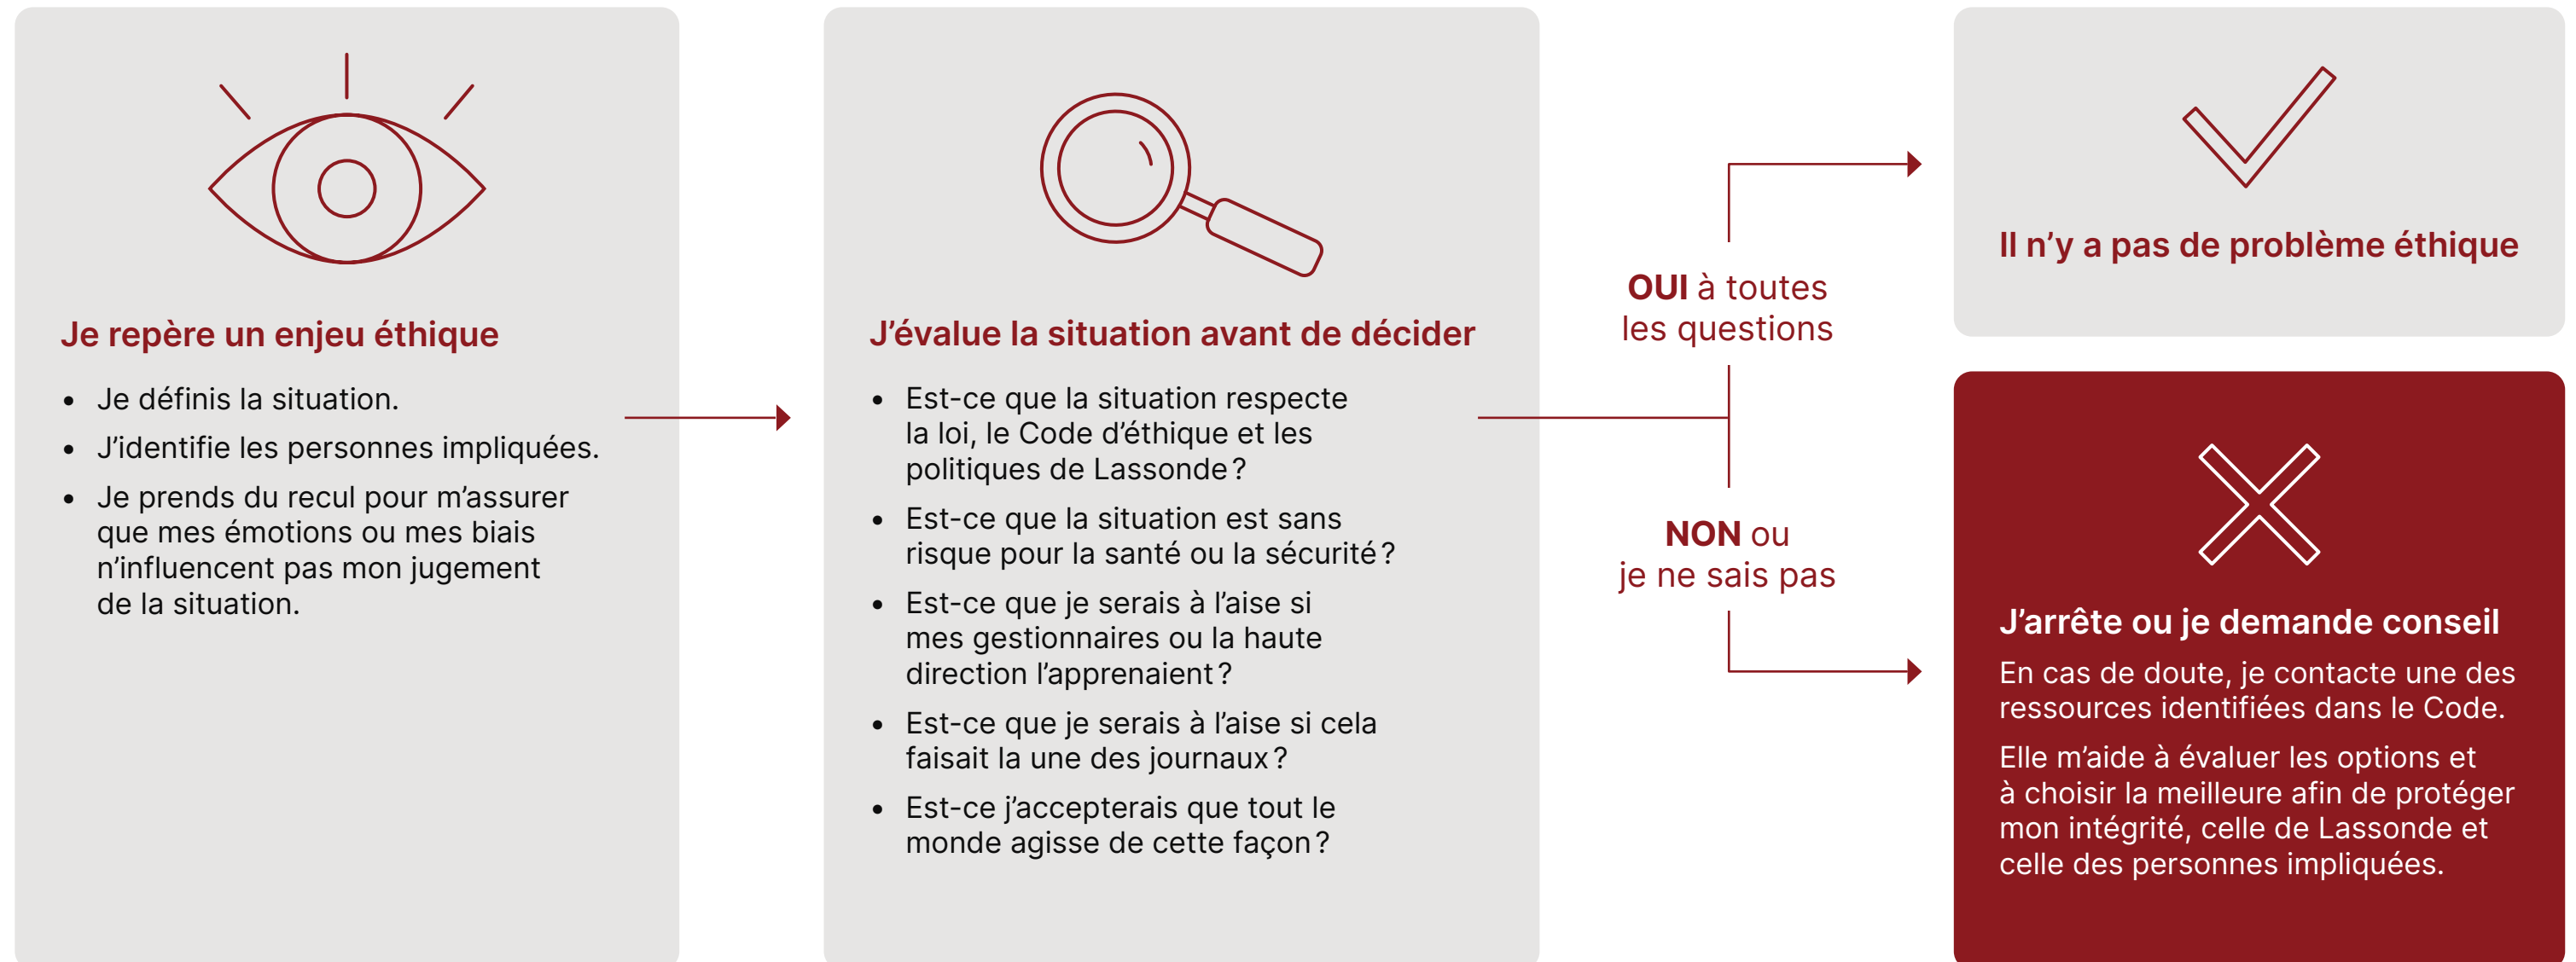 Je repère un enjeu éthique
• Je définis la situation.
• J’identifie les personnes impliquées.
• Je prends du recul pour m’assurer
que mes émotions ou mes biais
n’influencent pas mon jugement
de la situation.
J’évalue la situation avant de décider
• Est-ce que la situation respecte
la loi, le Code d’éthique et les
politiques de Lassonde ?
• Est-ce que la situation est sans
risque pour la santé ou la sécurité ?
• Est-ce que je serais à l’aise si
mes gestionnaires ou la haute
direction l’apprenaient ?
• Est-ce que je serais à l’aise si cela
faisait la une des journaux ?
• Est-ce j’accepterais que tout le
monde agisse de cette façon ?
OUI à toutes
les questions
NON ou
je ne sais pas
Il n’y a pas de problème éthique
J’arrête ou je demande conseil
En cas de doute, je contacte une des
ressources identifiées dans le Code.
Elle m’aide à évaluer les options et
à choisir la meilleure afin de protéger
mon intégrité, celle de Lassonde et
celle des personnes impliquées.